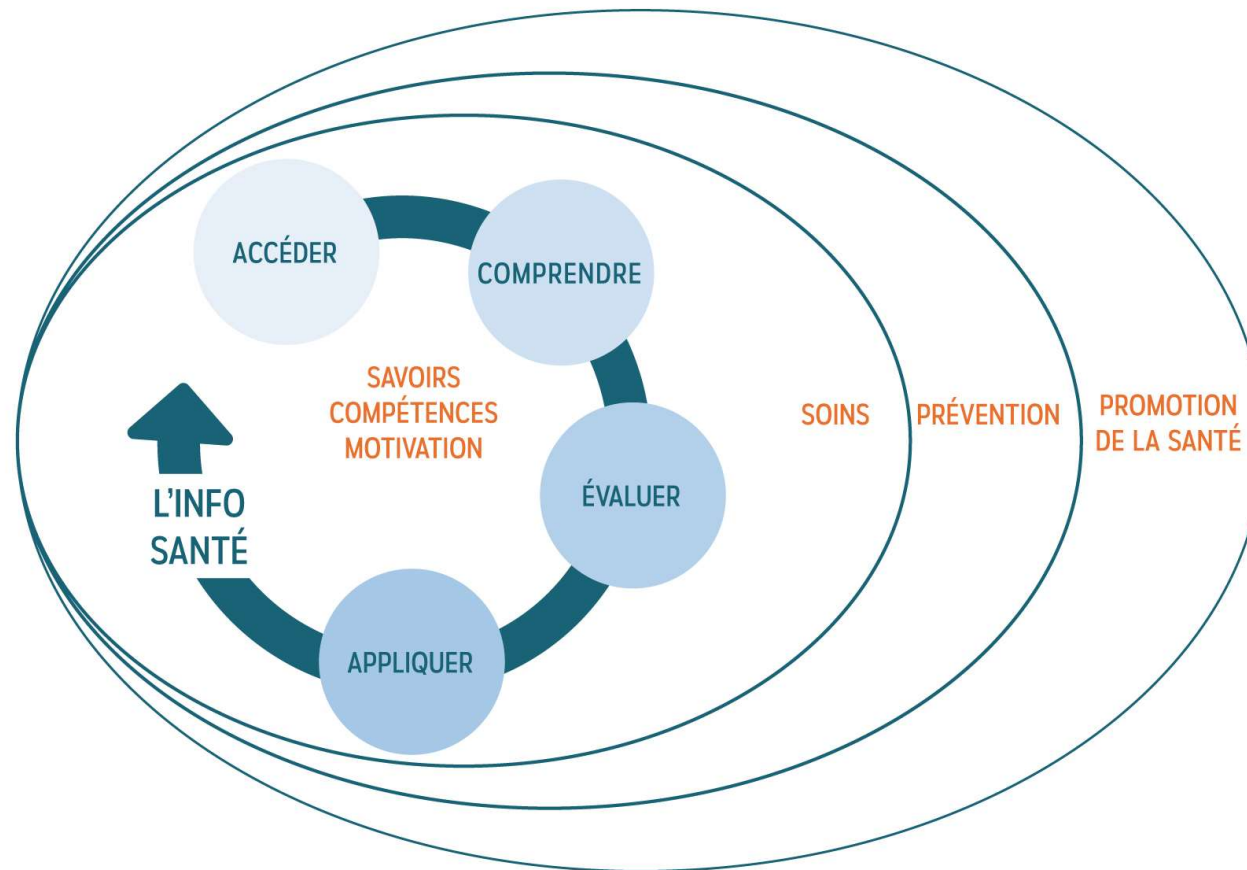 ACCÉDER
COMPRENDRE
SAVOIRS
COMPÉTENCES
MOTIVATION
SOINS
PRÉVENTION
PROMOTION
DE LA SANTÉ
L'INFO
SANTÉ
ÉVALUER
APPLIQUER